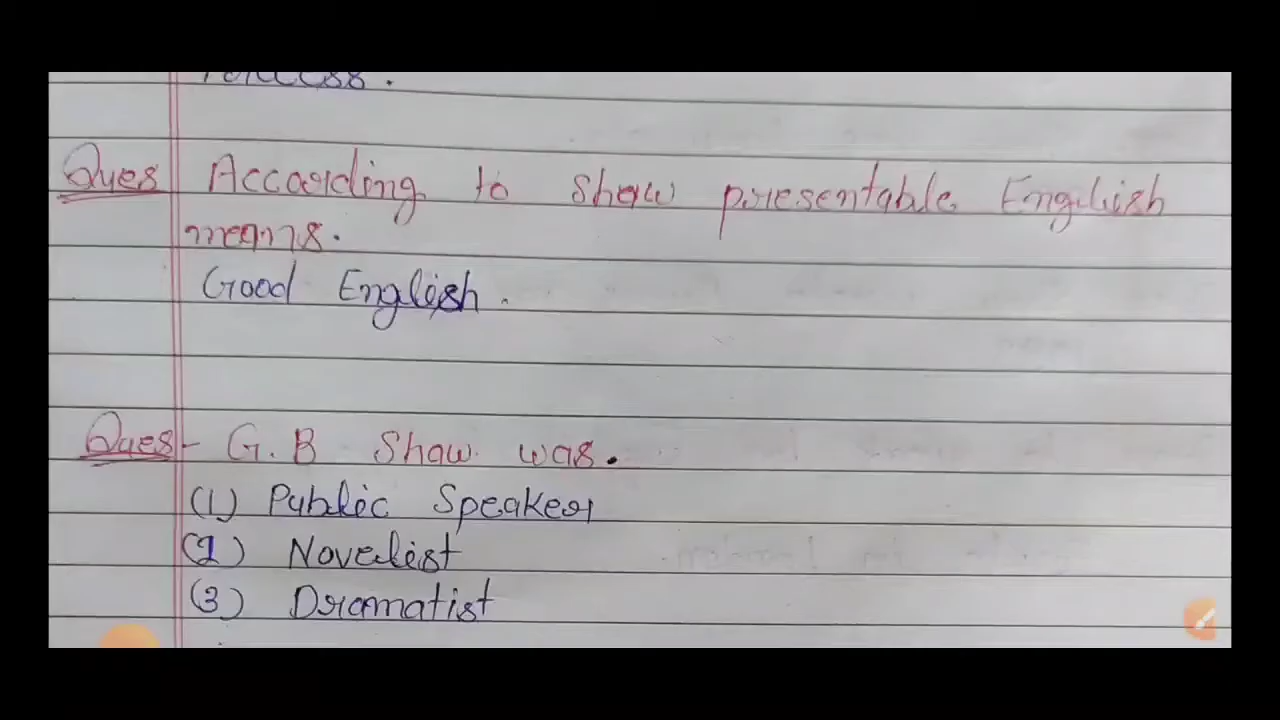 Ques According to Shaw presentable English
means.
Good English.
Ques- G.B Shaw was.
(1) Public Speaker
(2) Novelist
(3) Dramatist